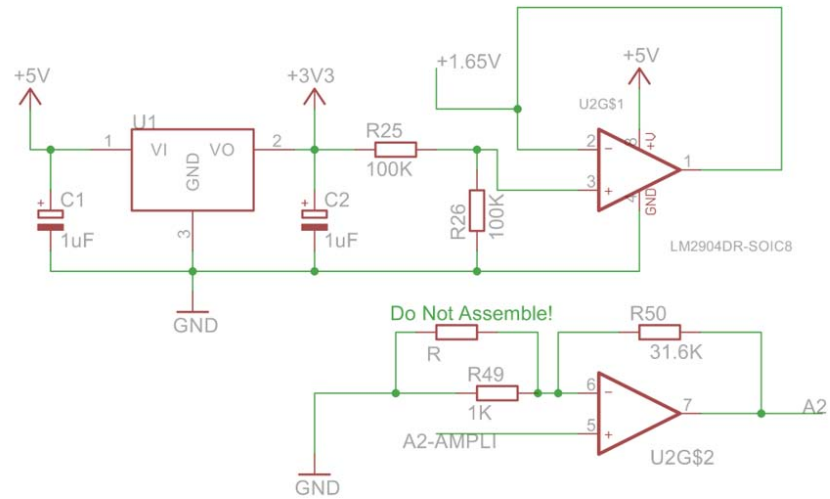 +5V
+3V3
+1.65V
+5V
U1
U2G$1
1
VI
VO
2
GND
3
R25
100K
2
-
8
+V
1
3
+
4
GND
+
C1
1uF
+
C2
1uF
R26
100K
LM2904DR-SOIC8
GND
Do Not Assemble!
R
R50
31.6K
R49
1K
6
-
7
A2
A2-AMPLI
5
+
U2G$2
GND